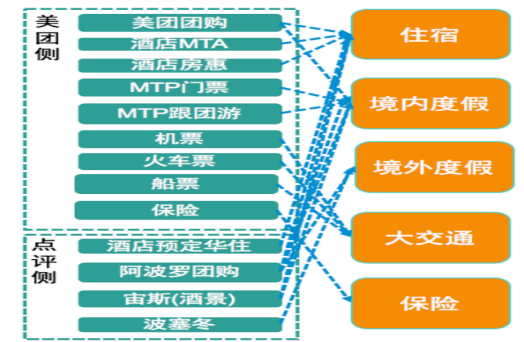 美团侧
美团团购
酒店MTA
酒店房惠
MTP门票
MTP跟团游
机票
火车票
船票
保险
点评侧
酒店预定华住
阿波罗团购
宙斯(酒景)
波塞冬
住宿
境内度假
境外度假
大交通
保险